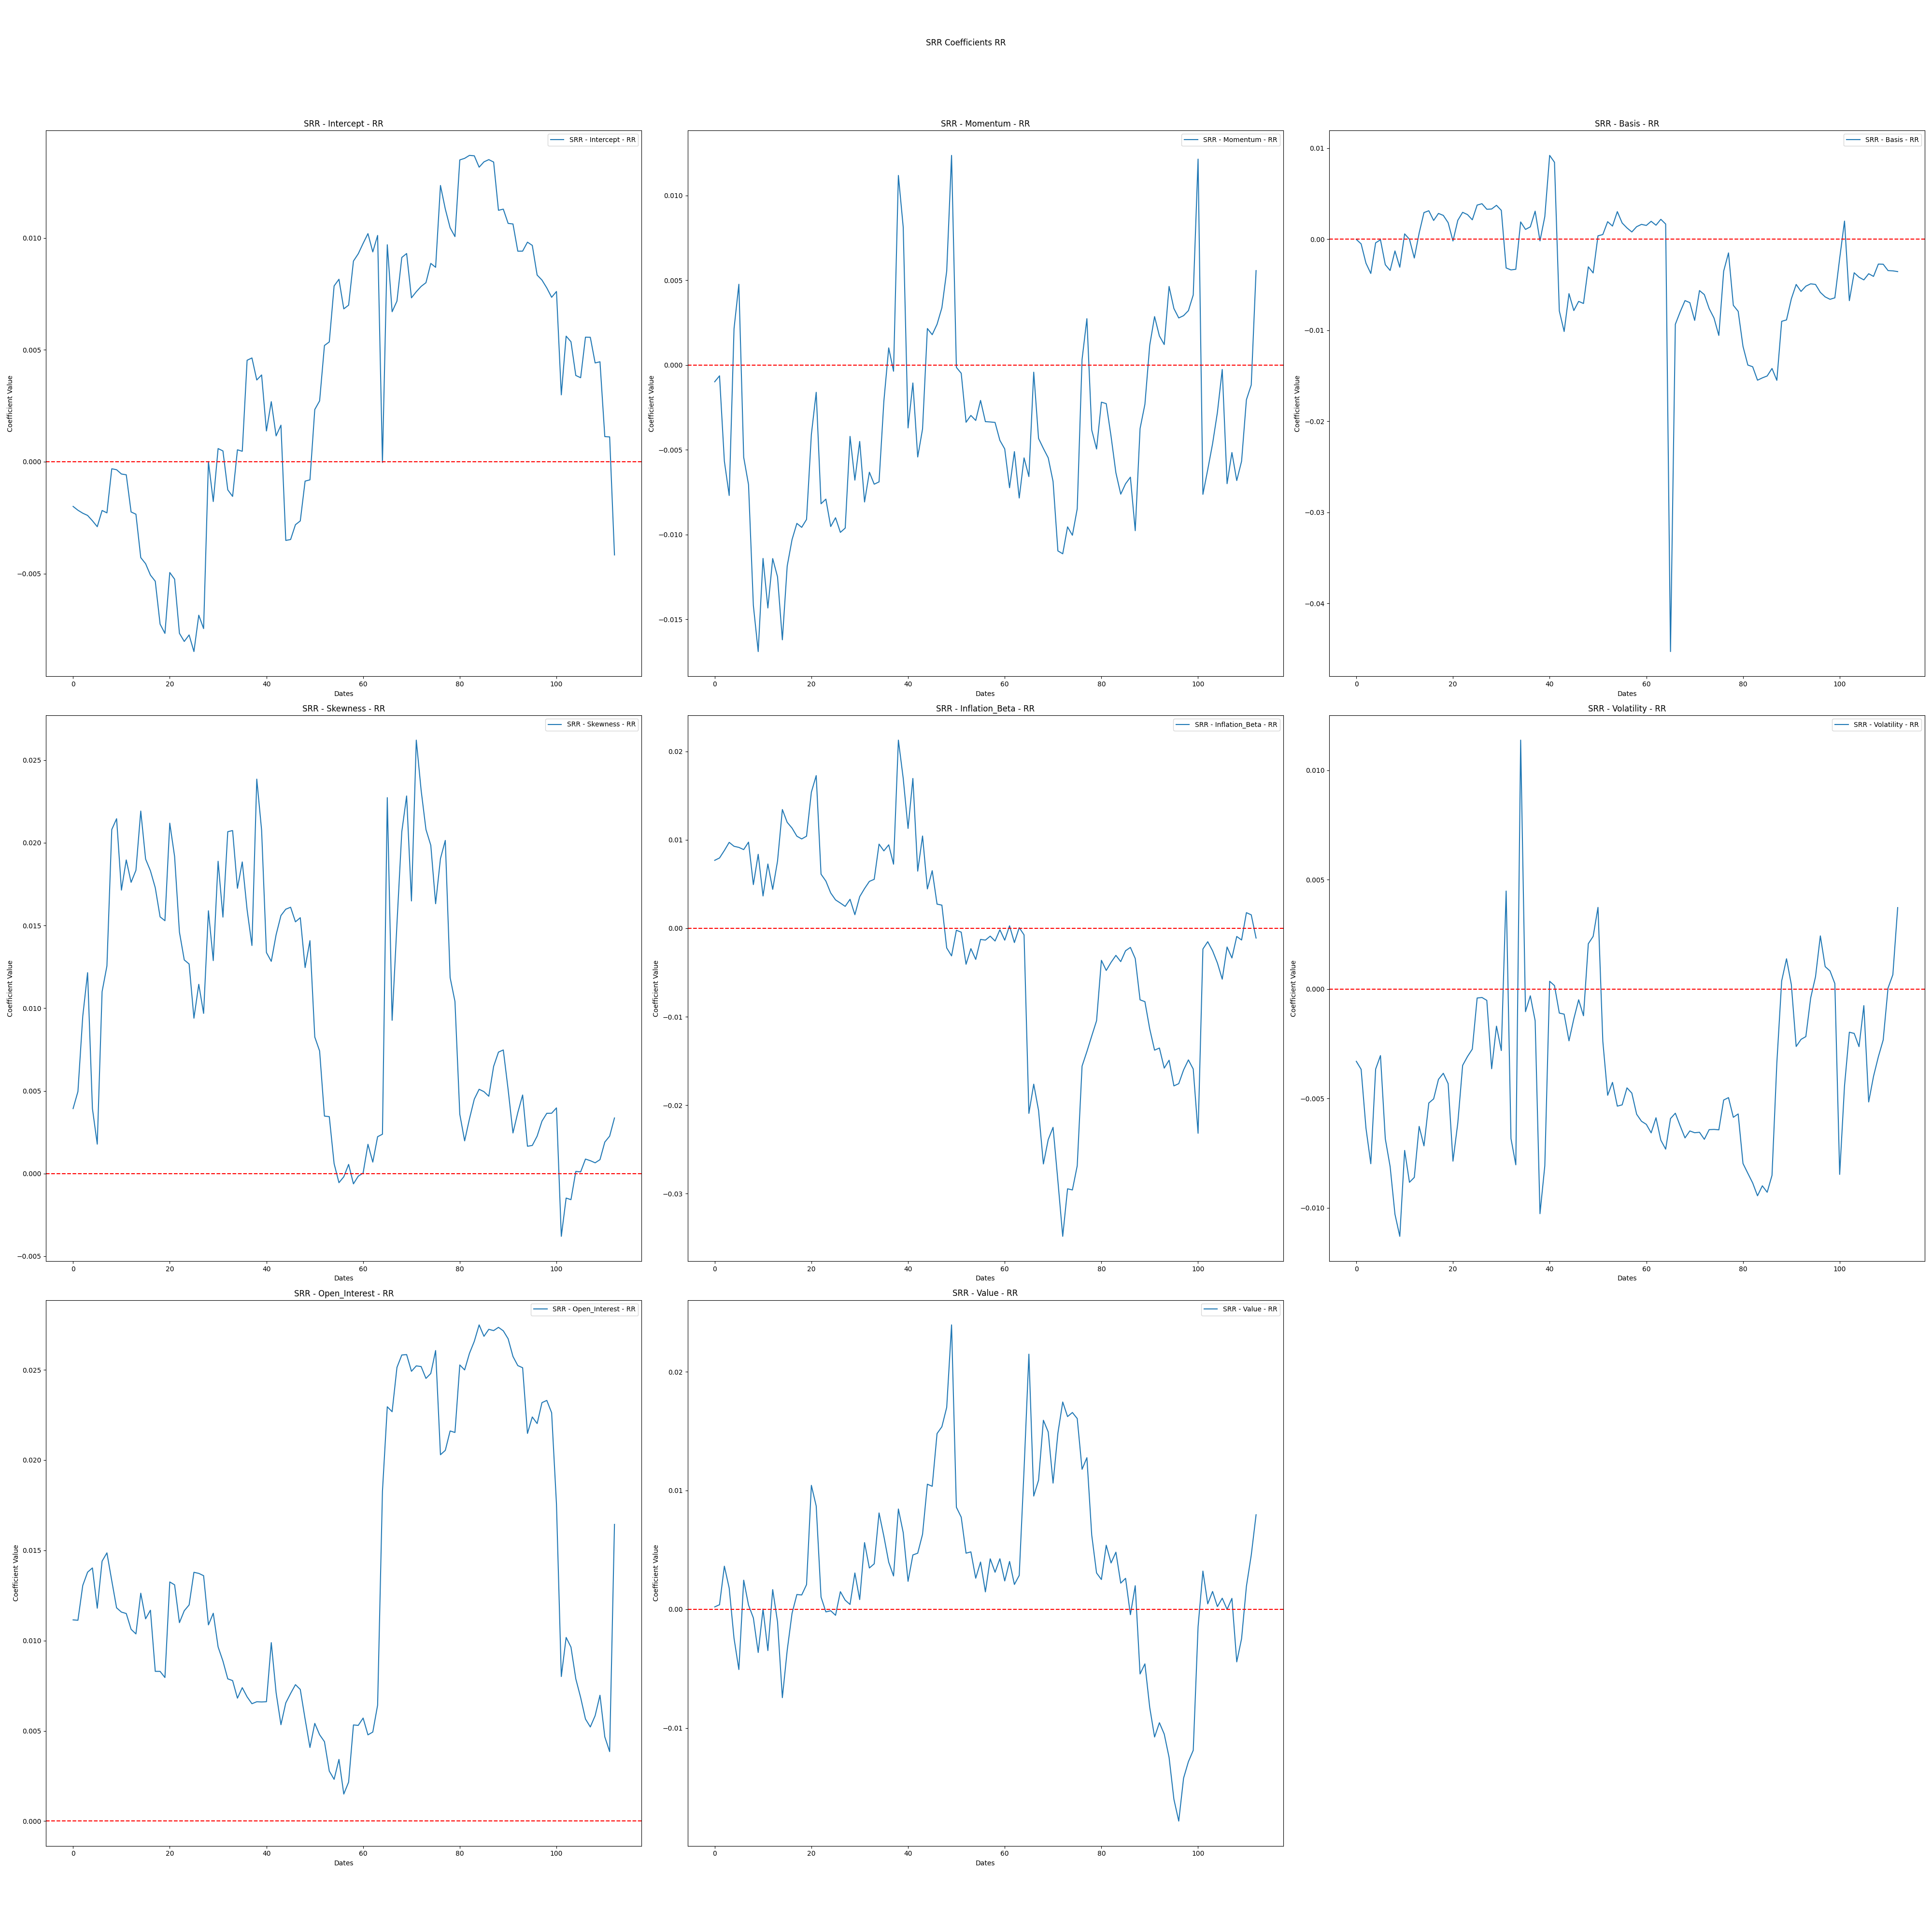 SRR Coefficients RR
SRR - Intercept - RR
SRR - Intercept - RR
0.010
0.005
0.000
−0.005
Coefficient Value
0
20
40
60
80
100
Dates
SRR - Momentum - RR
SRR - Momentum - RR
0.010
0.005
0.000
−0.005
−0.010
−0.015
Coefficient Value
0
20
40
60
80
100
Dates
SRR - Basis - RR
SRR - Basis - RR
0.01
0.00
−0.01
−0.02
−0.03
−0.04
Coefficient Value
0
20
40
60
80
100
Dates
SRR - Skewness - RR
SRR - Skewness - RR
0.025
0.020
0.015
0.010
0.005
0.000
−0.005
Coefficient Value
0
20
40
60
80
100
Dates
SRR - Inflation_Beta - RR
SRR - Inflation_Beta - RR
0.02
0.01
0.00
−0.01
−0.02
−0.03
Coefficient Value
0
20
40
60
80
100
Dates
SRR - Volatility - RR
SRR - Volatility - RR
0.010
0.005
0.000
−0.005
−0.010
Coefficient Value
0
20
40
60
80
100
Dates
SRR - Open_Interest - RR
SRR - Open_Interest - RR
0.025
0.020
0.015
0.010
0.005
0.000
Coefficient Value
0
20
40
60
80
100
Dates
SRR - Value - RR
SRR - Value - RR
0.02
0.01
0.00
−0.01
Coefficient Value
0
20
40
60
80
100
Dates